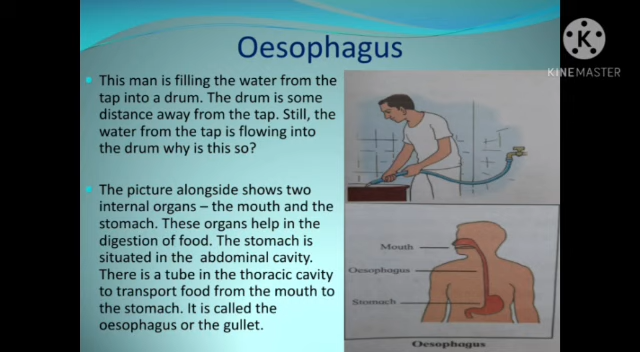 Oesophagus
KINEMASTER
This man is filling the water from the
tap into a drum. The drum is some
distance away from the tap. Still, the
water from the tap is flowing into
the drum why is this so?
The picture alongside shows two
internal organs – the mouth and the
stomach. These organs help in the
digestion of food. The stomach is
situated in the abdominal cavity.
There is a tube in the thoracic cavity
to transport food from the mouth to
the stomach. It is called the
oesophagus or the gullet.
Mouth
Oesophagus
Stomach
Oesophagus